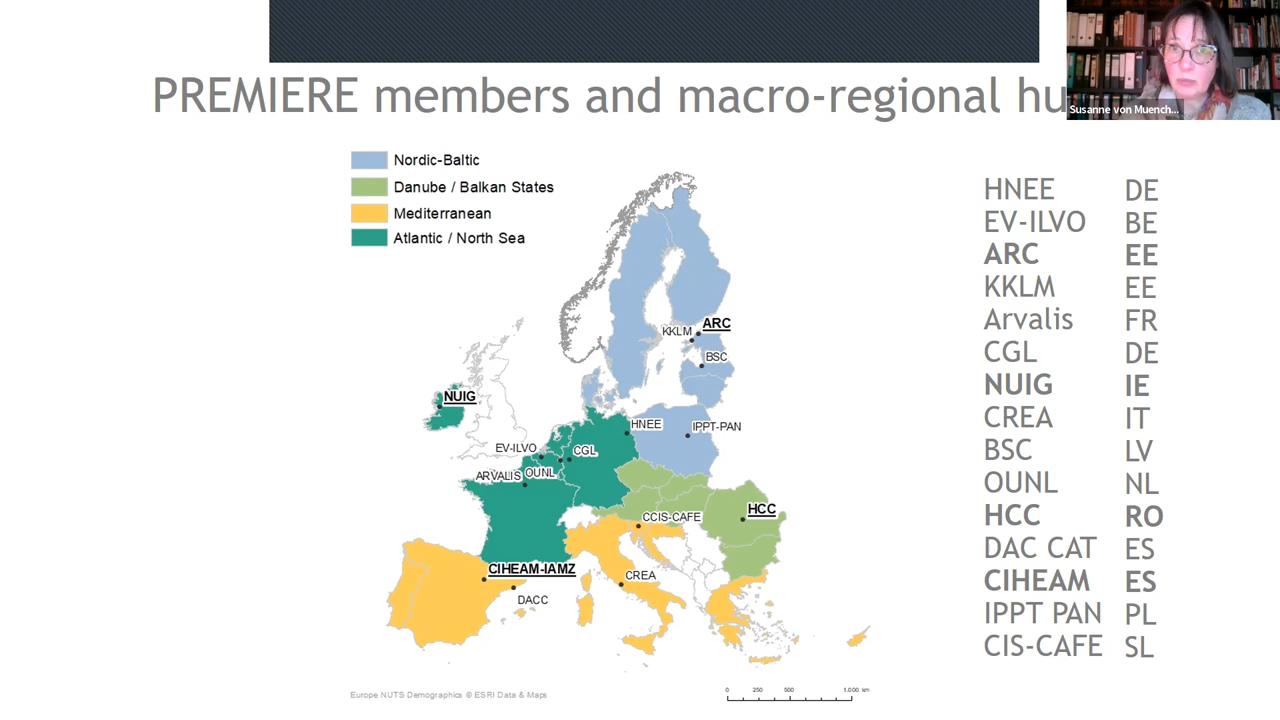 PREMIERE members and macro-regional hu
Susanne von Muench...
Nordic-Baltic
Danube / Balkan States
Mediterranean
Atlantic / North Sea
KKLM
ARC
BSC
NUIG
HNEE
IPPT-PAN
EV-ILVO
CGL
ARVALIS
OUNL
HCC
CCIS-CAFE
CIHEAM-IAMZ
CREA
DACC
HNEE DE
EV-ILVO BE
ARC EE
KKLM EE
Arvalis FR
CGL DE
NUIG IE
CREA IT
BSC LV
OUNL NL
HCC RO
DAC CAT ES
CIHEAM ES
IPPT PAN PL
CIS-CAFE SL
Europe NUTS Demographics © ESRI Data & Maps
0 250 500 1.000 km